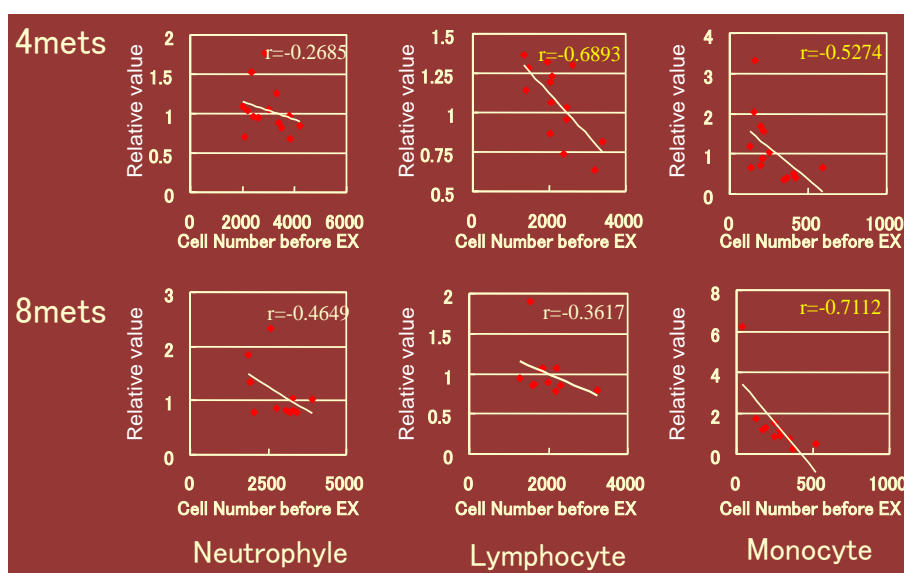 4mets
Relative value
2
1.5
1
0.5
0
r=-0.2685
0 2000 4000 6000
Cell Number before EX
Relative value
1.5
1.25
1
0.75
0.5
r=-0.6893
0 2000 4000
Cell Number before EX
Relative value
4
3
2
1
0
r=-0.5274
0 500 1000
Cell Number before EX
8mets
Relative value
3
2
1
0
r=-0.4649
0 2500 5000
Cell Number before EX
Relative value
2
1.5
1
0.5
0
r=-0.3617
0 2000 4000
Cell Number before EX
Relative value
8
6
4
2
0
r=-0.7112
0 500 1000
Cell Number before EX
Neutrophyle
Lymphocyte
Monocyte